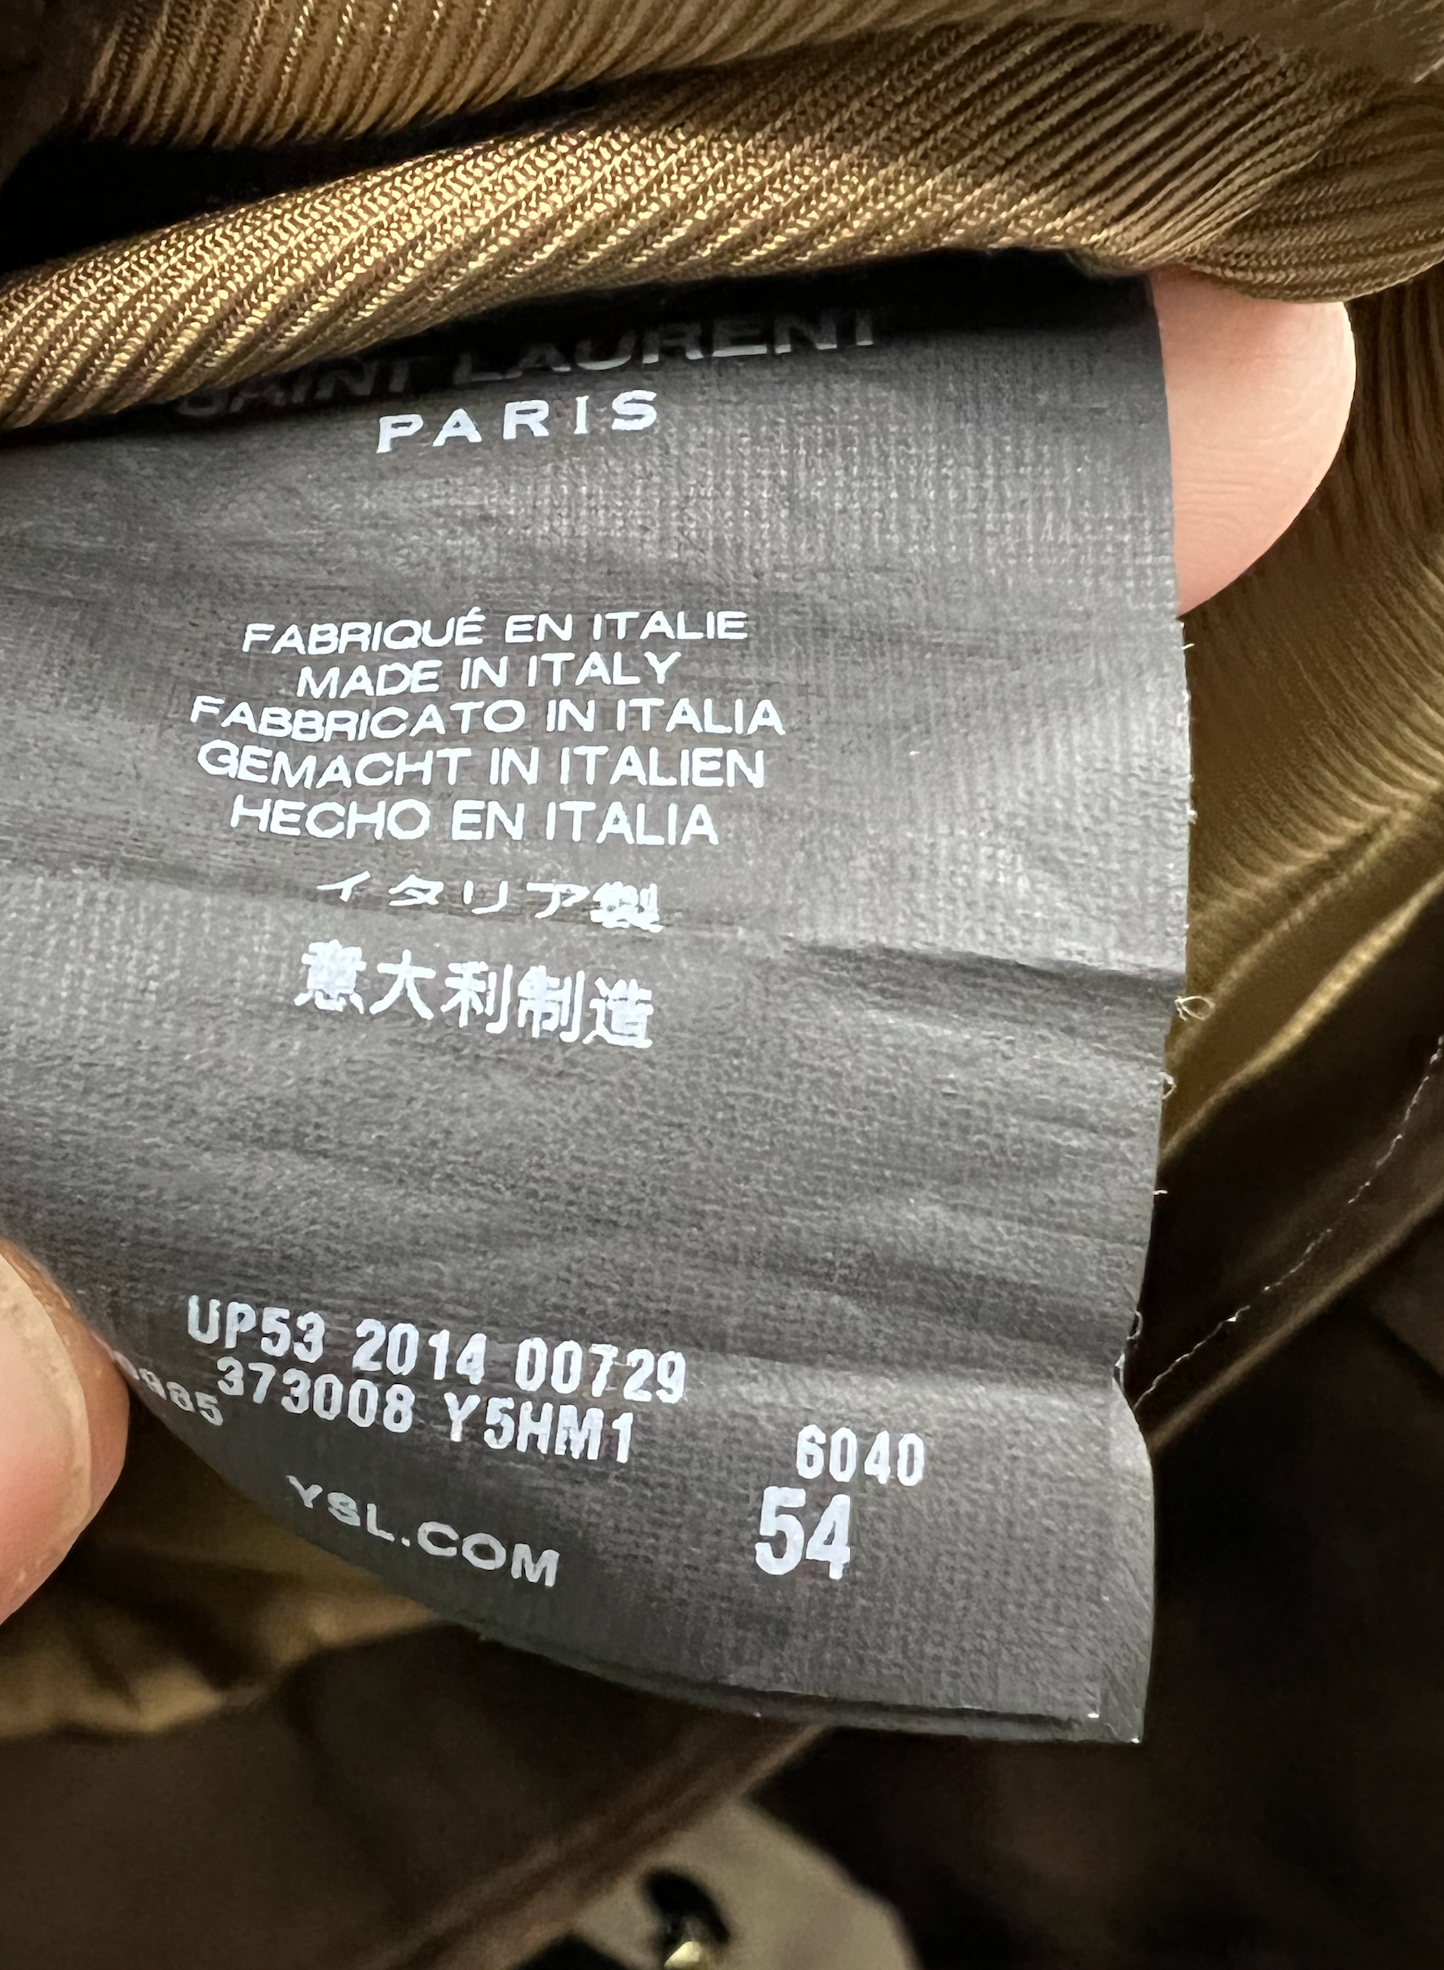 SAINT LAURENT
PARIS
FABRIQUÉ EN ITALIE
MADE IN ITALY
FABBRICATO IN ITALIA
GEMACHT IN ITALIEN
HECHO EN ITALIA
イタリア製
意大利制造
UP53 2014 00729
373008 Y5HM1 6040
54
YSL.COM